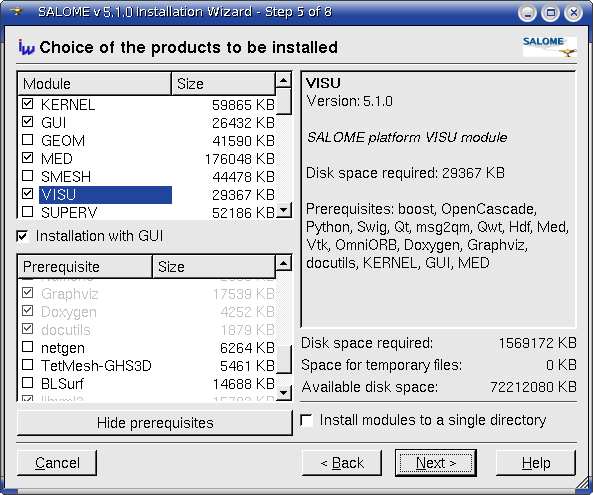 SALOME v 5.1.0 Installation Wizard - Step 5 of 8
Choice of the products to be installed
SALOME
Module Size
KERNEL 59865 KB
GUI 26432 KB
GEOM 41590 KB
MED 176048 KB
SMESH 44478 KB
VISU 29367 KB
SUPERV 52186 KB
Installation with GUI
Prerequisite Size
Graphviz 17539 KB
Doxygen 4252 KB
docutils 1879 KB
netgen 6264 KB
TetMesh-GHS3D 5461 KB
BLSurf 14688 KB
Hide prerequisites
VISU
Version: 5.1.0
SALOME platform VISU module
Disk space required: 29367 KB
Prerequisites: boost, OpenCascade,
Python, Swig, Qt, msg2qm, Qwt, Hdf, Med,
Vtk, OmniORB, Doxygen, Graphviz,
docutils, KERNEL, GUI, MED
Disk space required: 1569172 KB
Space for temporary files: 0 KB
Available disk space: 72212080 KB
Install modules to a single directory
Cancel
< Back
Next >
Help